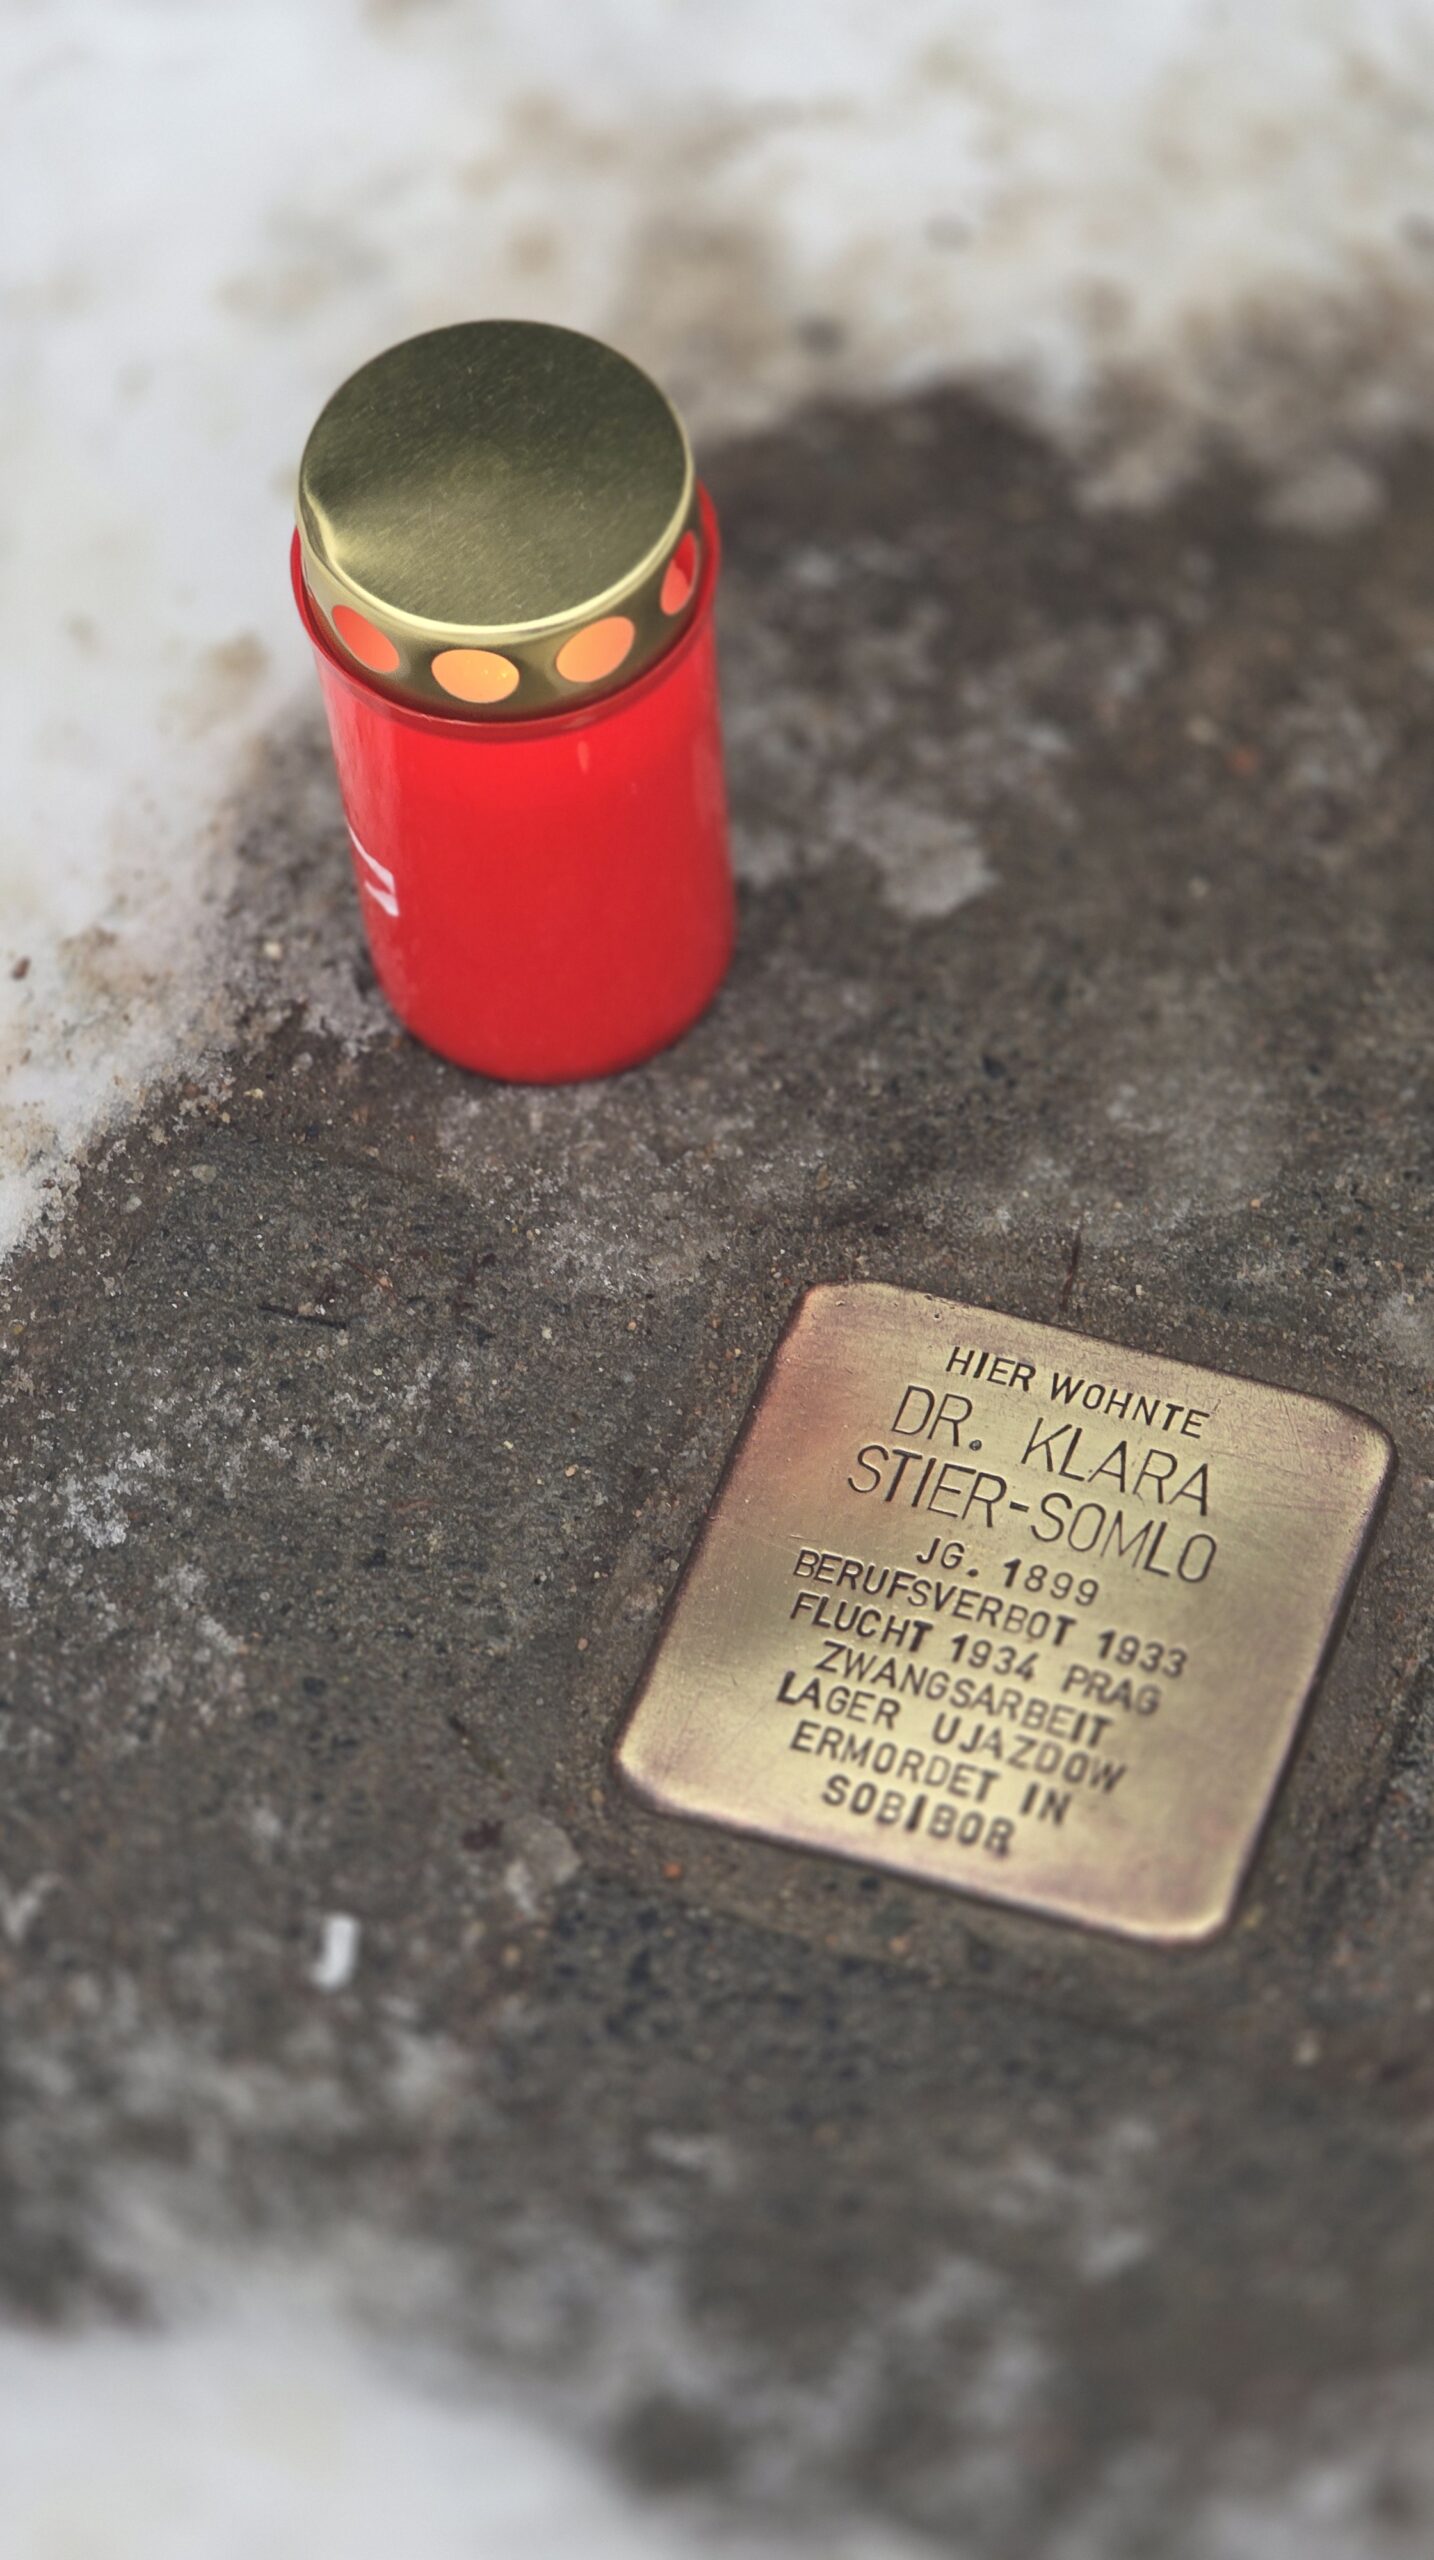 HIER WOHNTE
DR. KLARA
STIER-SOMLO
JG. 1899
BERUFSVERBOT 1933
FLUCHT 1934 PRAG
ZWANGSARBEIT
LAGER UJAZDOW
ERMORDET IN
SOBIBOR